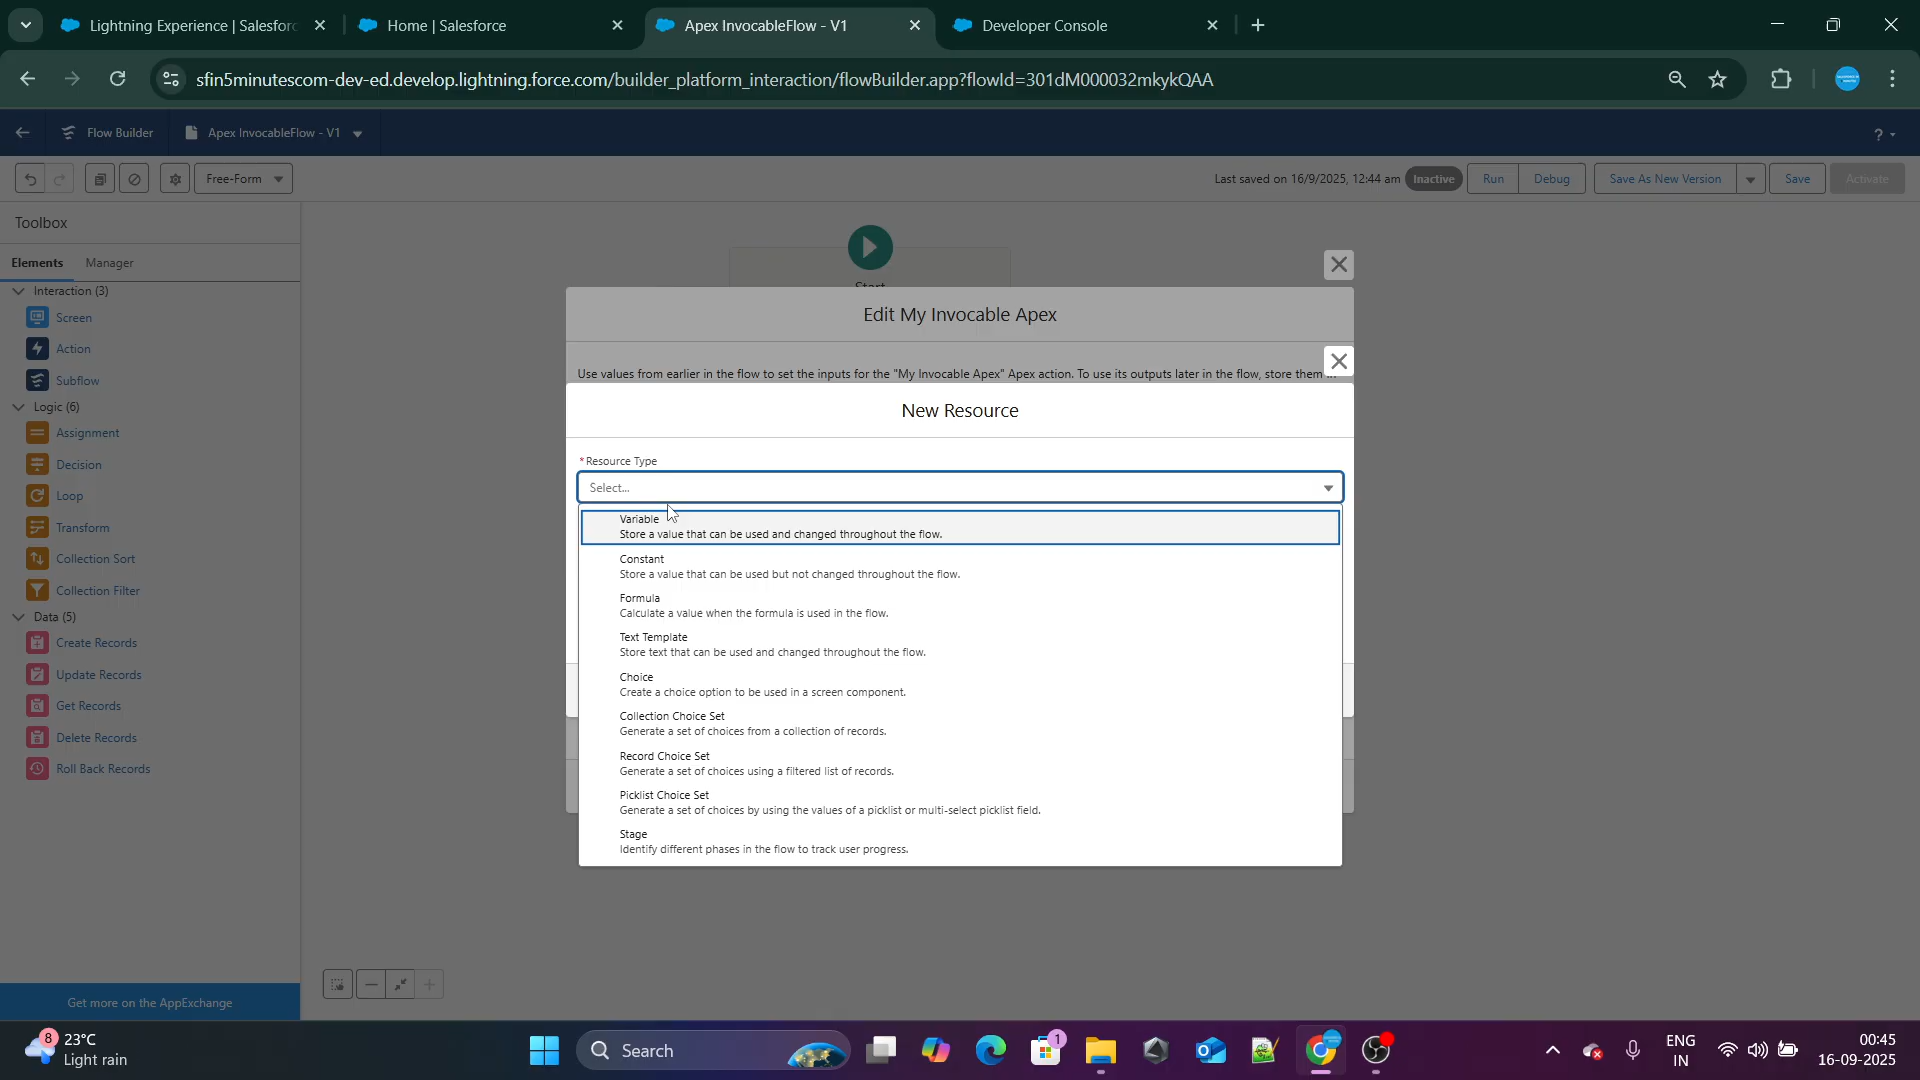 Lightning Experience | Salesforc
Home | Salesforce
Apex InvocableFlow - V1
Developer Console
sfin5minutescom-dev-ed.develop.lightning.force.com/builder_platform_interaction/flowBuilder.app?flowId=301dM000032mkykQAA
Flow Builder
Apex InvocableFlow - V1
?
Free-Form
Last saved on 16/9/2025, 12:44 am
Inactive
Run
Debug
Save As New Version
Save
Activate
Toolbox
Elements
Manager
Interaction (3)
Screen
Action
Subflow
Logic (6)
Assignment
Decision
Loop
Transform
Collection Sort
Collection Filter
Data (5)
Create Records
Update Records
Get Records
Delete Records
Roll Back Records
Get more on the AppExchange
Edit My Invocable Apex
Use values from earlier in the flow to set the inputs for the "My Invocable Apex" Apex action. To use its outputs later in the flow, store them in
New Resource
* Resource Type
Select...
Variable
Store a value that can be used and changed throughout the flow.
Constant
Store a value that can be used but not changed throughout the flow.
Formula
Calculate a value when the formula is used in the flow.
Text Template
Store text that can be used and changed throughout the flow.
Choice
Create a choice option to be used in a screen component.
Collection Choice Set
Generate a set of choices from a collection of records.
Record Choice Set
Generate a set of choices using a filtered list of records.
Picklist Choice Set
Generate a set of choices by using the values of a picklist or multi-select picklist field.
Stage
Identify different phases in the flow to track user progress.
8
23°C
Light rain
Search
1
ENG
IN
00:45
16-09-2025